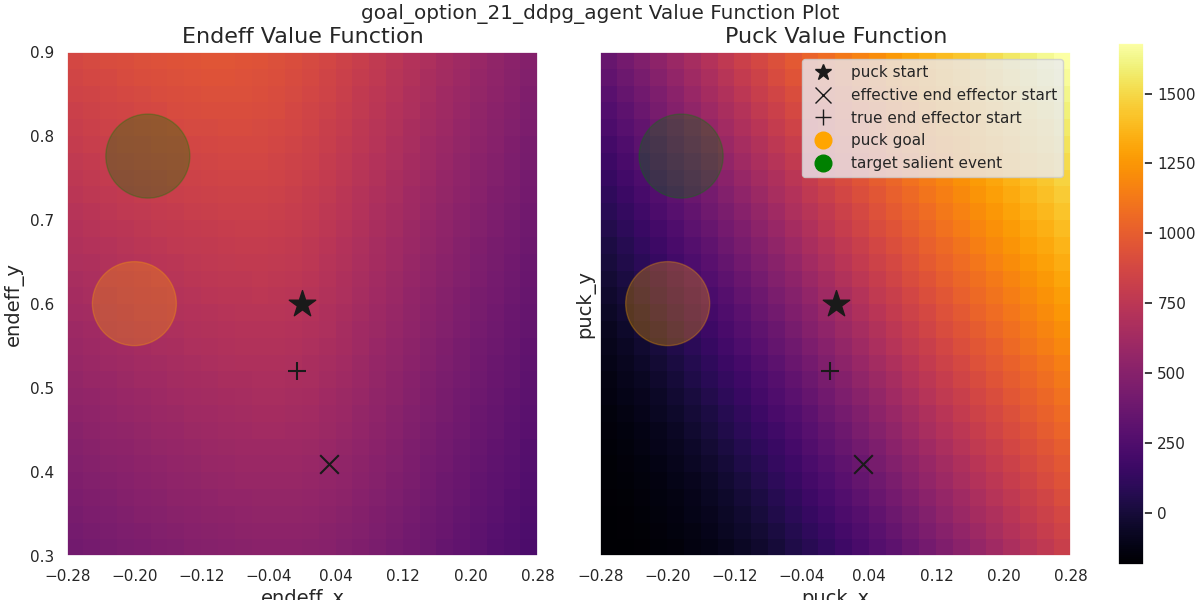 goal_option_21_ddpg_agent Value Function Plot
Endeff Value Function
Puck Value Function
puck start
effective end effector start
true end effector start
puck goal
target salient event
endeff_y
0.9
0.8
0.7
0.6
0.5
0.4
0.3
−0.28 −0.20 −0.12 −0.04 0.04 0.12 0.20 0.28
endeff_x
puck_y
−0.28 −0.20 −0.12 −0.04 0.04 0.12 0.20 0.28
puck_x
1500
1250
1000
750
500
250
0